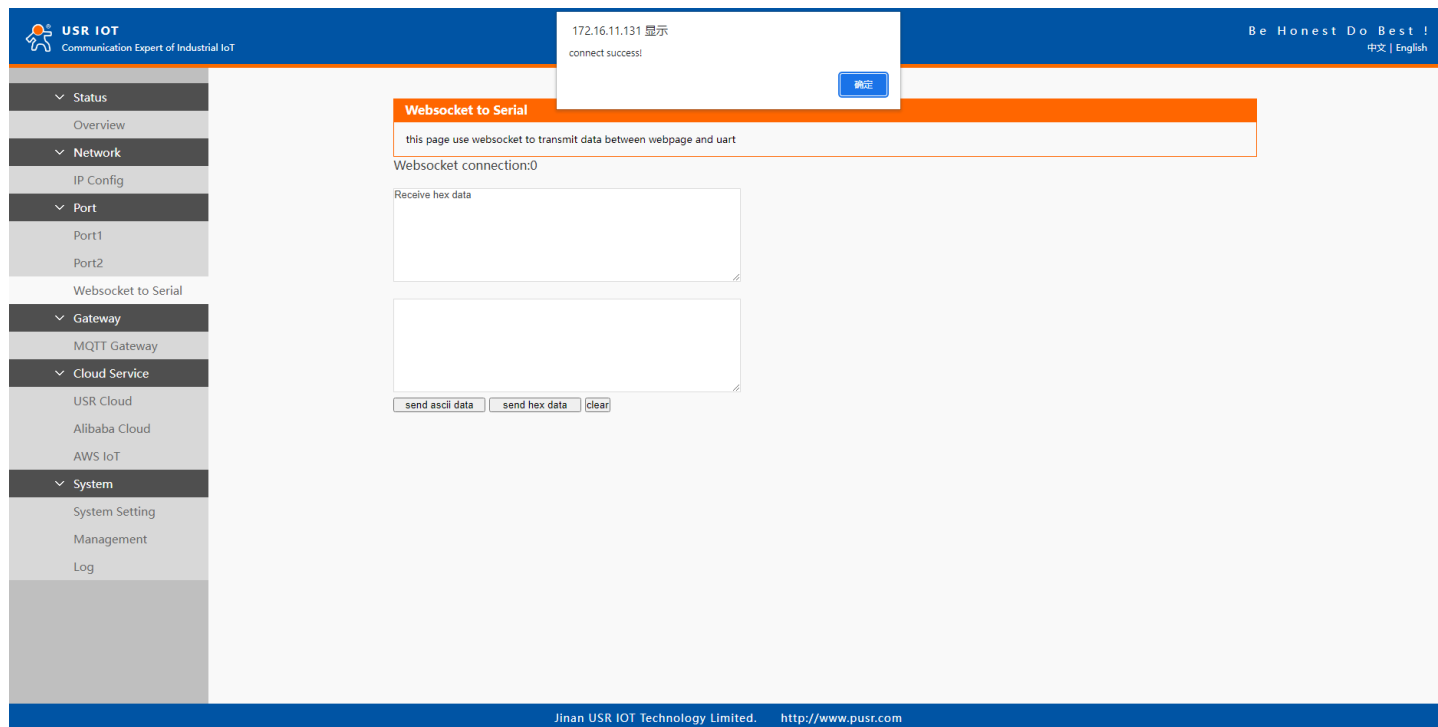 USR IOT
Communication Expert of Industrial IoT
172.16.11.131 显示
connect success!
确定
Be Honest Do Best !
中文 | English
Status
Overview
Network
IP Config
Port
Port1
Port2
Websocket to Serial
Gateway
MQTT Gateway
Cloud Service
USR Cloud
Alibaba Cloud
AWS IoT
System
System Setting
Management
Log
Websocket to Serial
this page use websocket to transmit data between webpage and uart
Websocket connection:0
Receive hex data
send ascii data send hex data clear
Jinan USR IOT Technology Limited. http://www.pusr.com